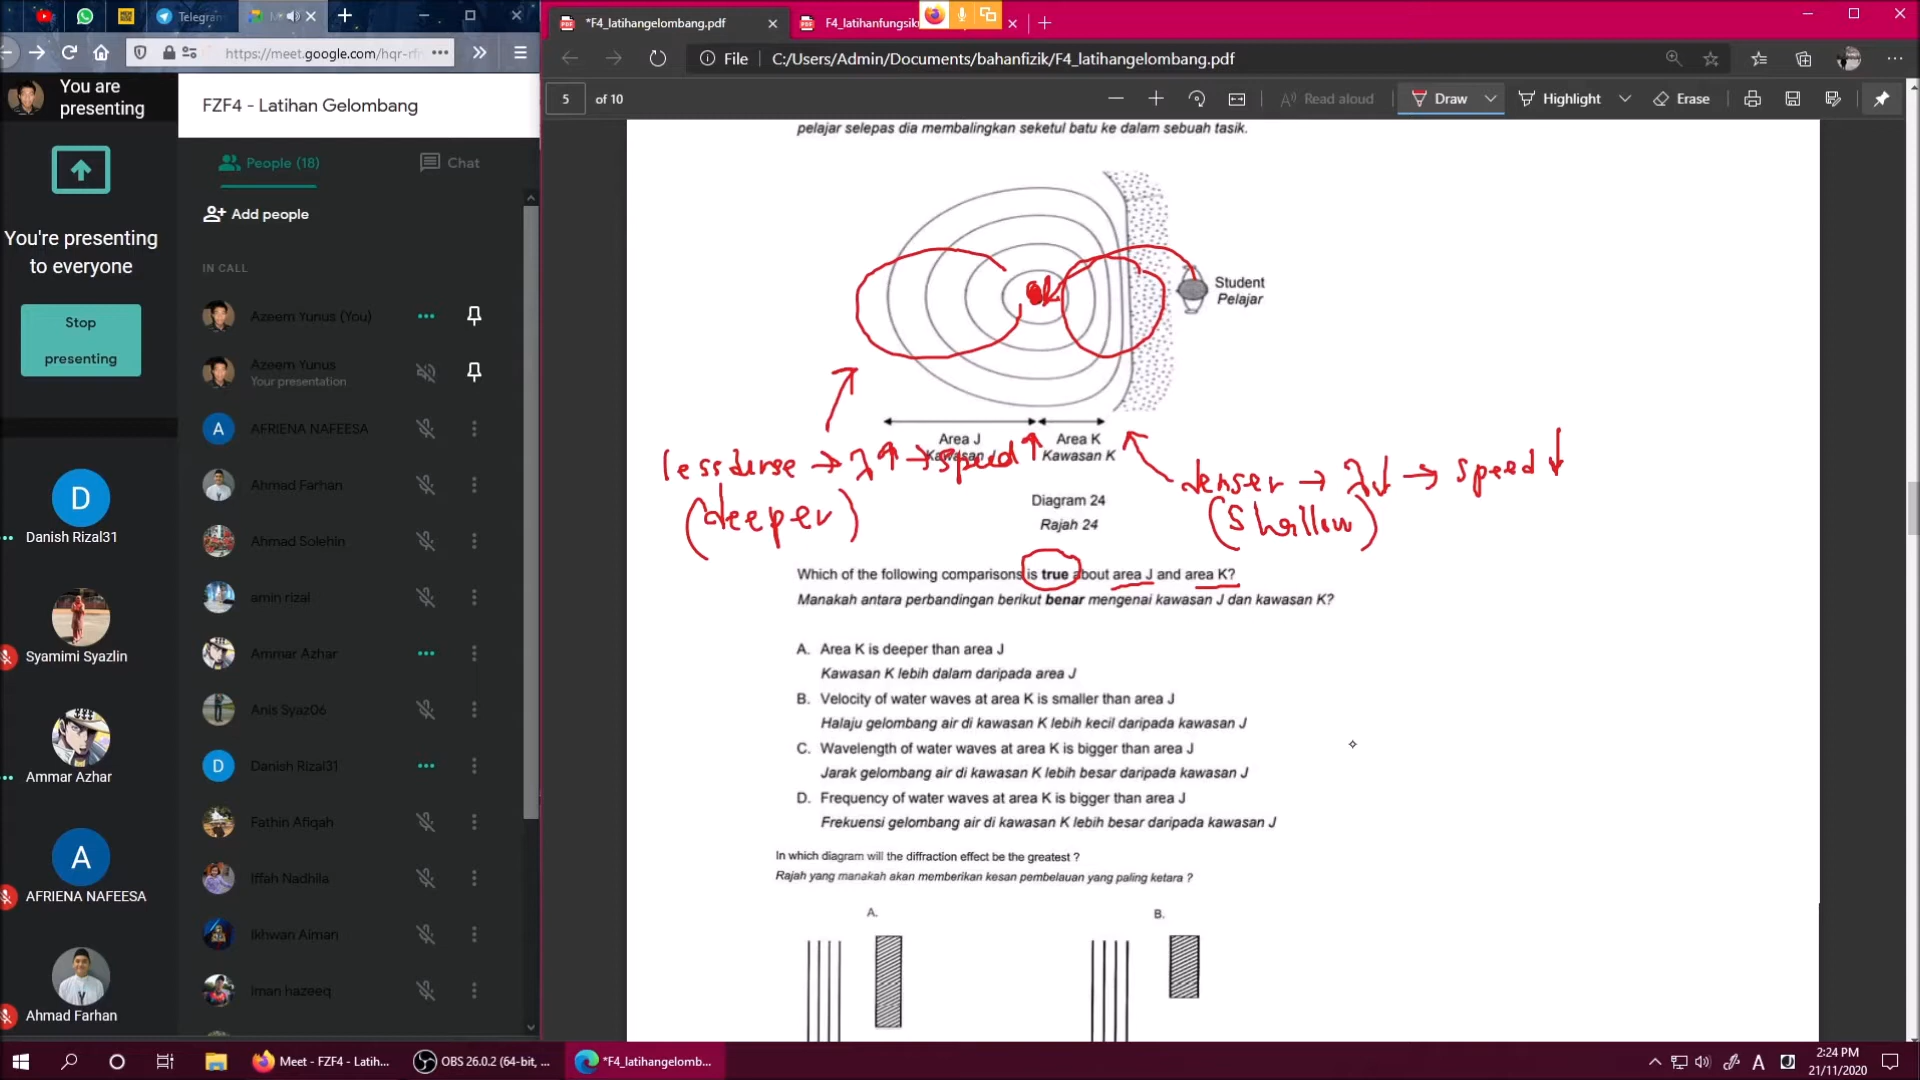 Telegran
https://meet.google.com/hqr-rf
You are
presenting
FZF4 - Latihan Gelombang
People (18)
Chat
Add people
You're presenting
to everyone
Stop
presenting
IN CALL
Azeem Yunus (You)
Azeem Yunus
Your presentation
AFRIENA NAFEESA
Ahmad Farhan
Ahmad Solehin
amin rizal
Ammar Azhar
Anis Syaz06
Danish Rizal31
Fathin Afiqah
Iffah Nadhila
Ikhwan Aiman
Iman hazeeq
D
Danish Rizal31
Syamimi Syazlin
Ammar Azhar
A
AFRIENA NAFEESA
Ahmad Farhan
A
D
*F4_latihangelombang.pdf
F4_latihanfungsik
File
C:/Users/Admin/Documents/bahanfizik/F4_latihangelombang.pdf
5
of 10
Read aloud
Draw
Highlight
Erase
pelajar selepas dia membalingkan seketul batu ke dalam sebuah tasik.
Student
Pelajar
Area J
Kawasan J
Area K
Kawasan K
less dense → λ↑ → speed ↑
(deeper)
denser → λ↓ → speed ↓
(Shallow)
Diagram 24
Rajah 24
Which of the following comparisons is true about area J and area K?
Manakah antara perbandingan berikut benar mengenai kawasan J dan kawasan K?
A. Area K is deeper than area J
Kawasan K lebih dalam daripada area J
B. Velocity of water waves at area K is smaller than area J
Halaju gelombang air di kawasan K lebih kecil daripada kawasan J
C. Wavelength of water waves at area K is bigger than area J
Jarak gelombang air di kawasan K lebih besar daripada kawasan J
D. Frequency of water waves at area K is bigger than area J
Frekuensi gelombang air di kawasan K lebih besar daripada kawasan J
In which diagram will the diffraction effect be the greatest ?
Rajah yang manakah akan memberikan kesan pembelauan yang paling ketara ?
A.
B.
Meet - FZF4 - Latih...
OBS 26.0.2 (64-bit, ...
*F4_latihangelomb...
A
2:24 PM
21/11/2020